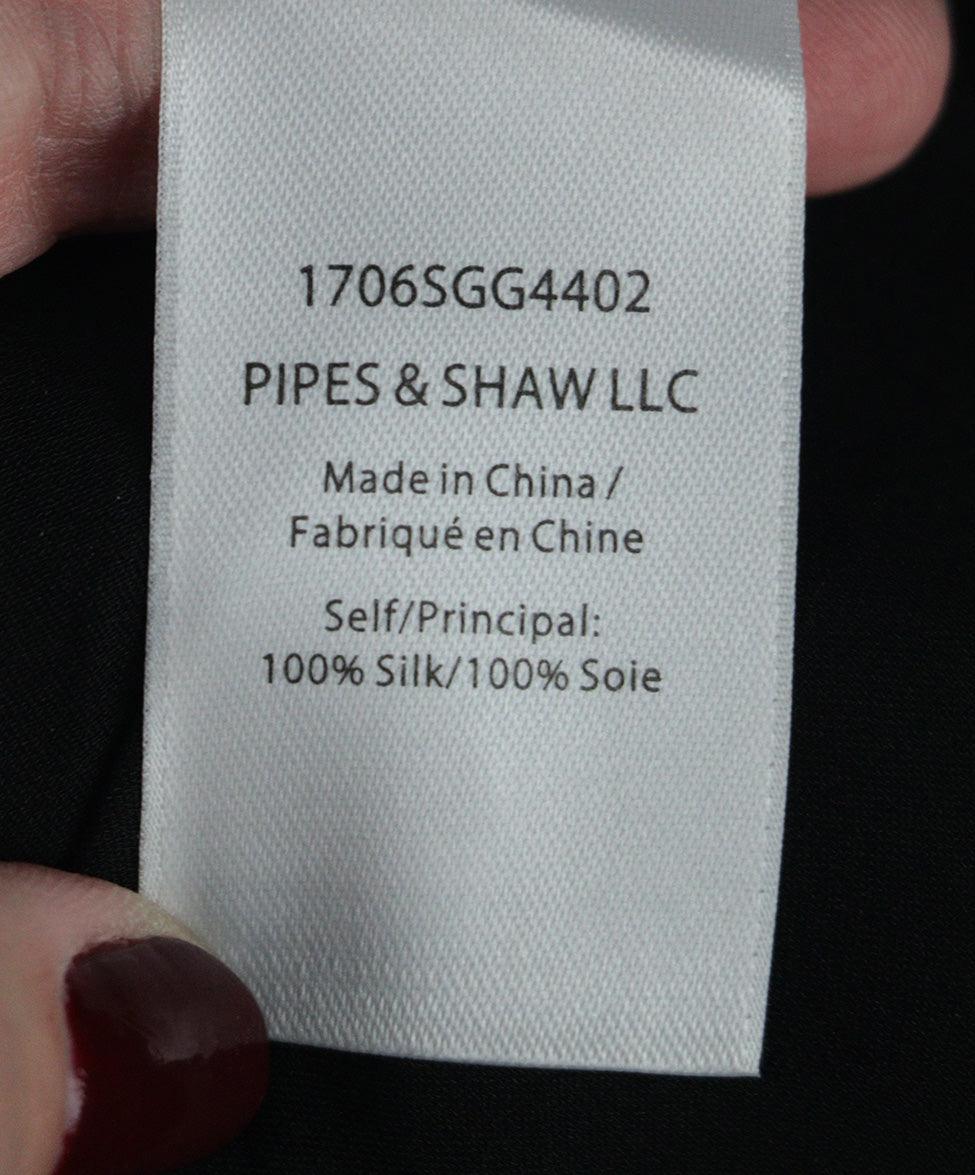 1706SGG4402
PIPES & SHAW LLC
Made in China /
Fabriqué en Chine
Self/Principal:
100% Silk/100% Soie